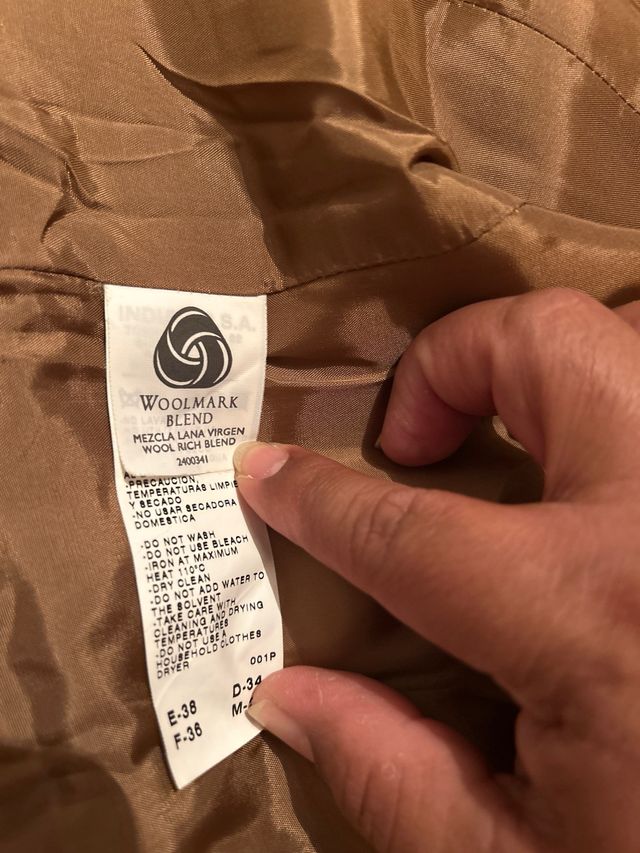 WOOLMARK
BLEND
MEZCLA LANA VIRGEN
WOOL RICH BLEND
2400341
-PRECAUCION,
TEMPERATURAS LIMPIE
Y SECADO
-NO USAR SECADORA
DOMESTICA
-DO NOT WASH
-DO NOT USE BLEACH
-IRON AT MAXIMUM
HEAT 110ºC
-DRY CLEAN
-DO NOT ADD WATER TO
THE SOLVENT
-TAKE CARE WITH
CLEANING AND DRYING
TEMPERATURES
-DO NOT USE A
HOUSEHOLD CLOTHES
DRYER
001P
E-38 D-34
F-36 M-